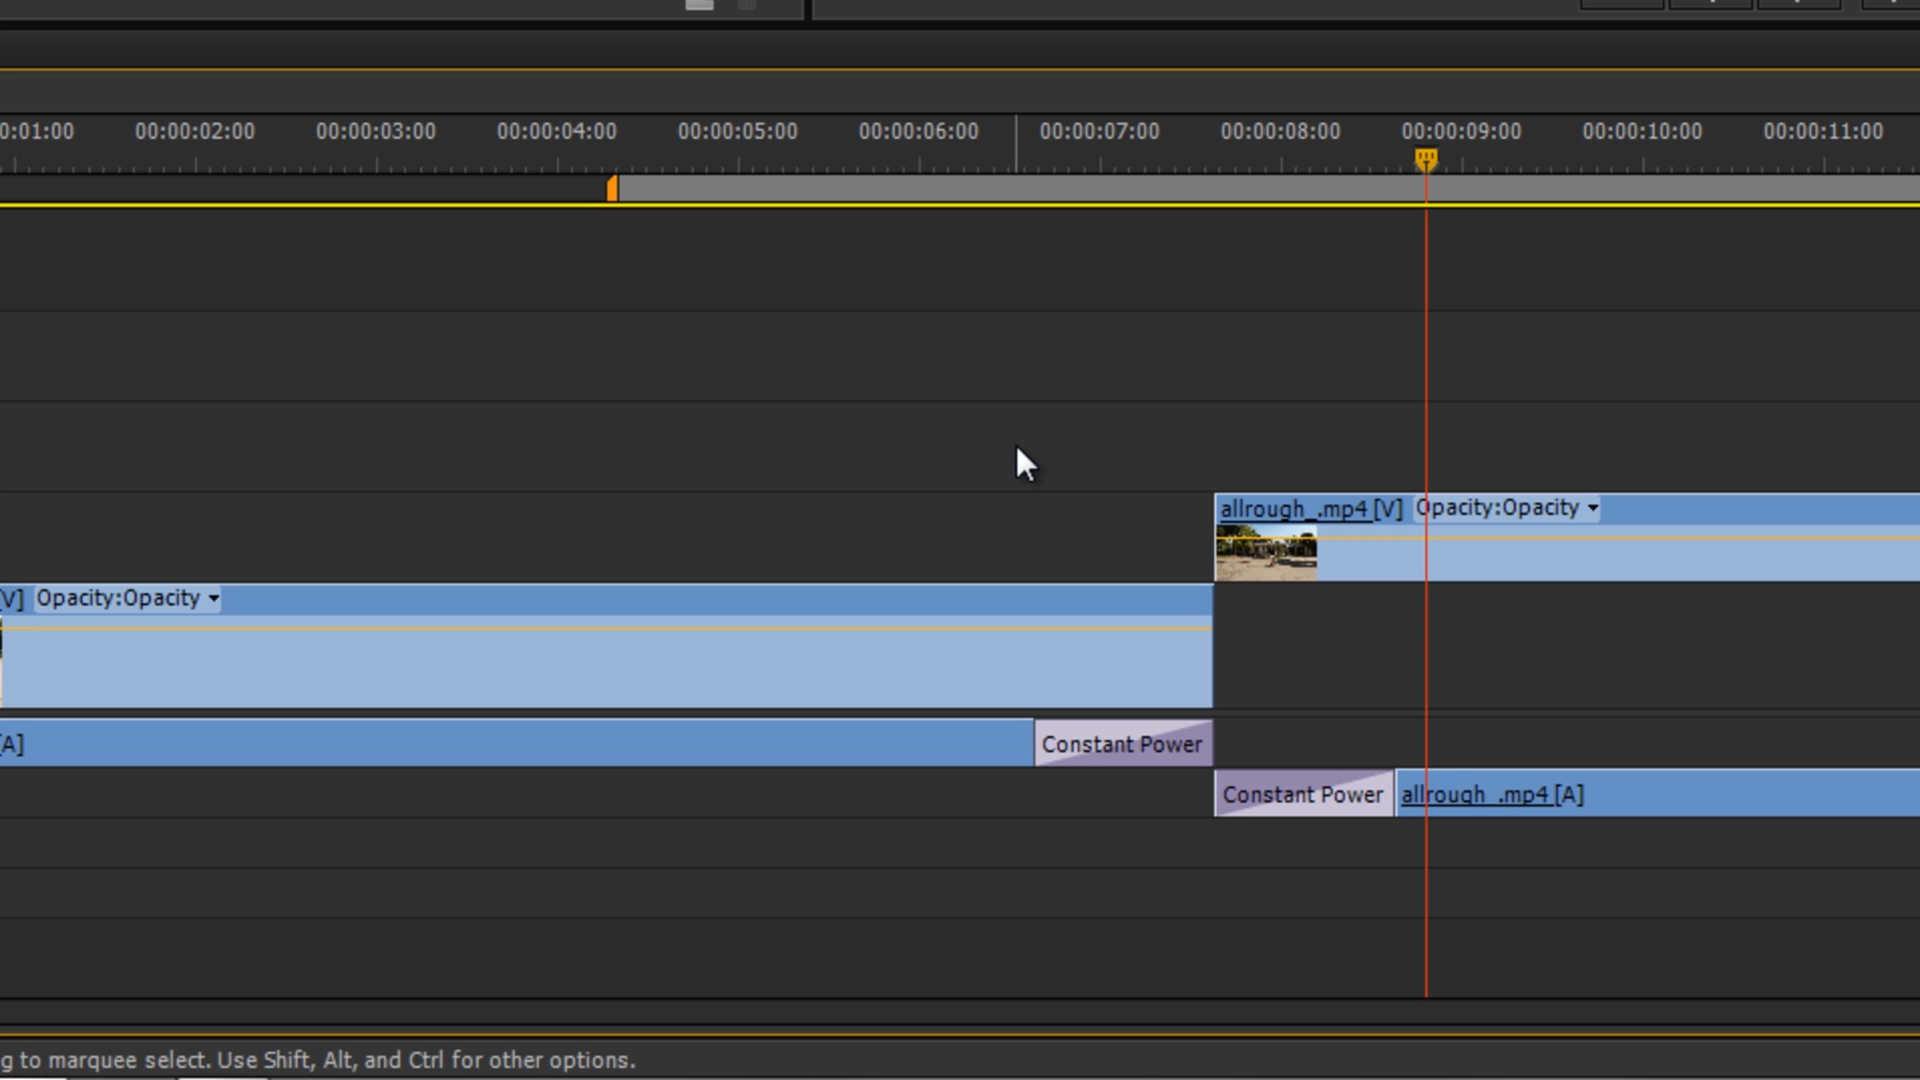 0:01:00 00:00:02:00 00:00:03:00 00:00:04:00 00:00:05:00 00:00:06:00 00:00:07:00 00:00:08:00 00:00:09:00 00:00:10:00 00:00:11:00
allrough_.mp4 [V] Opacity:Opacity
[V] Opacity:Opacity
[A] Constant Power
Constant Power allrough_.mp4 [A]
g to marquee select. Use Shift, Alt, and Ctrl for other options.